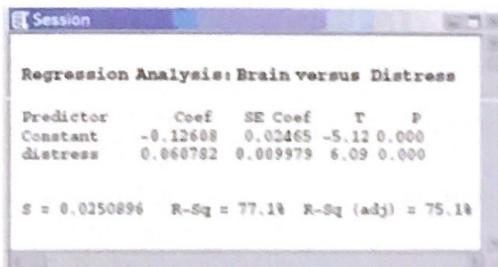 Session
Regression Analysis: Brain versus Distress
Predictor Coef SE Coef T P
Constant -0.12608 0.02465 -5.12 0.000
distress 0.060782 0.009979 6.09 0.000
S = 0.0250896 R-Sq = 77.1% R-Sq (adj) = 75.1%